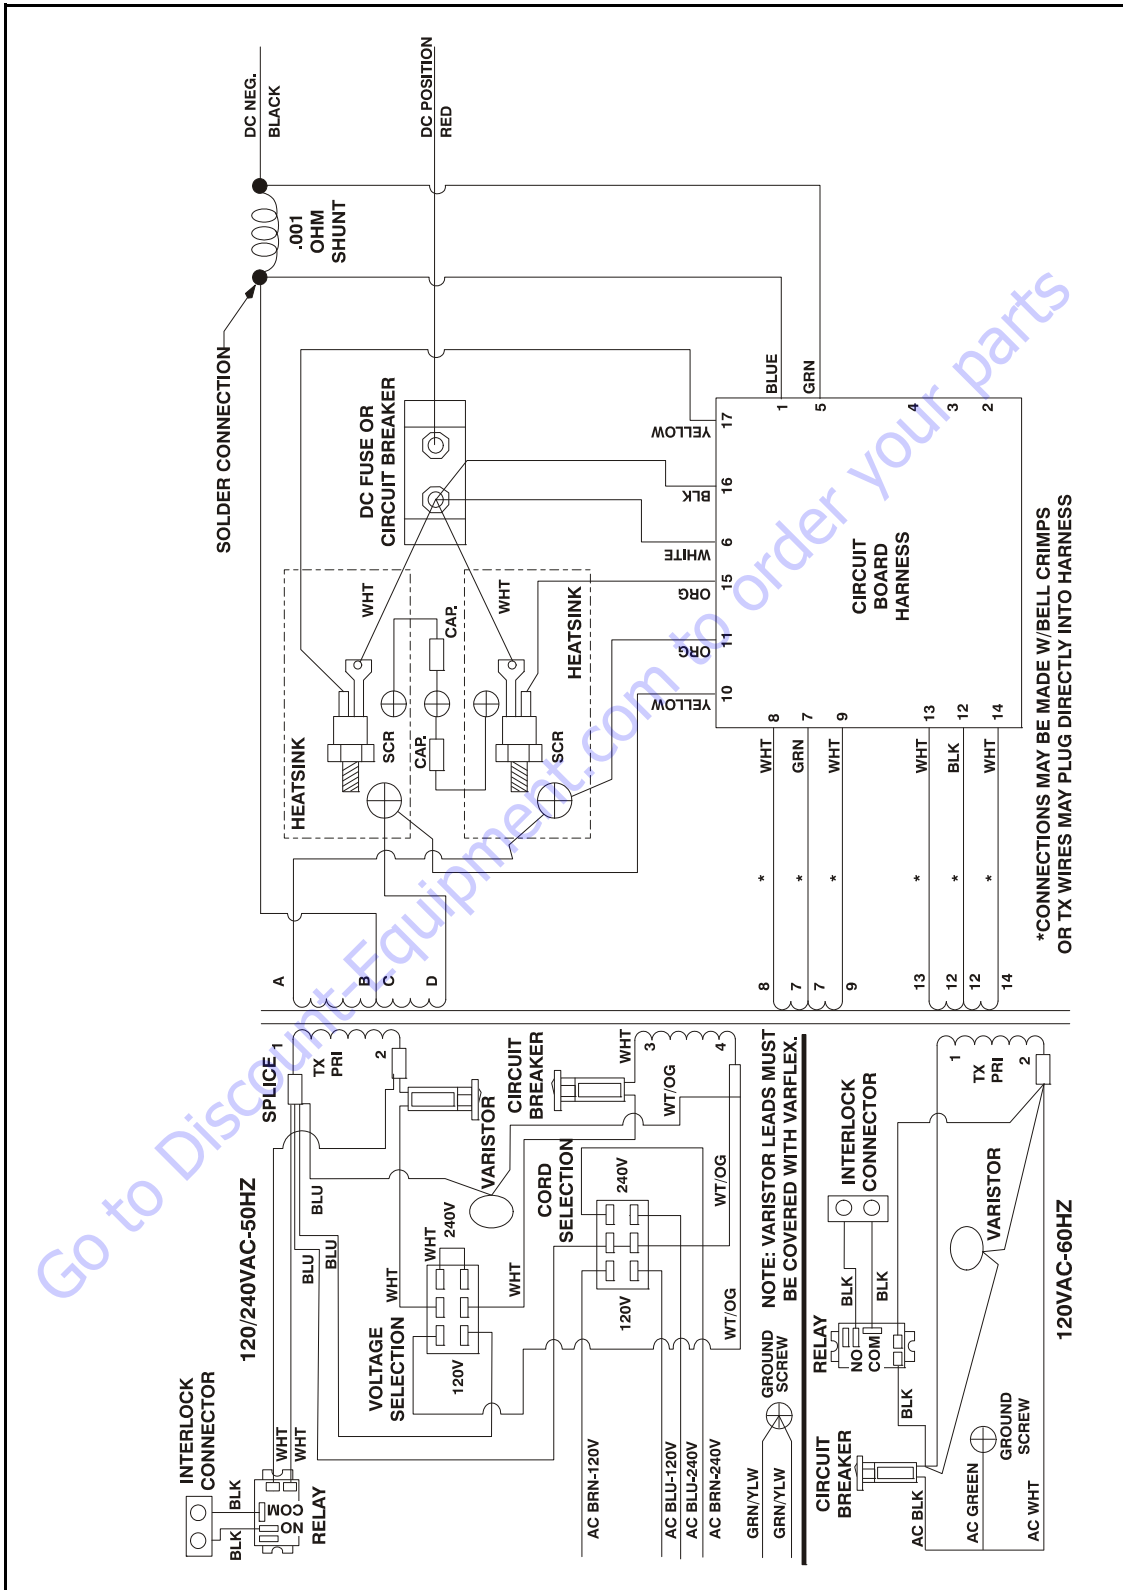 DC NEG.
BLACK
DC POSITION
RED
.001
OHM
SHUNT
SOLDER CONNECTION
DC FUSE OR
CIRCUIT BREAKER
BLUE
GRN
1
5
4
3
2
17
YELLOW
16
BLK
6
WHITE
15
ORG
11
ORG
10
YELLOW
CIRCUIT
BOARD
HARNESS
HEATSINK
WHT
SCR
CAP.
CAP.
WHT
SCR
HEATSINK
8
7
9
13
12
14
WHT
GRN
WHT
WHT
BLK
WHT
*
*
*
*
*
*
8
7
7
9
13
12
12
14
*CONNECTIONS MAY BE MADE W/BELL CRIMPS
OR TX WIRES MAY PLUG DIRECTLY INTO HARNESS
A
B
C
D
120/240VAC-50HZ
SPLICE
1
TX
PRI
2
VARISTOR
CIRCUIT
BREAKER
WHT
3
4
WT/OG
WT/OG
WT/OG
BLU
BLU
BLU
WHT
WHT
240V
WHT
VOLTAGE
SELECTION
120V
CORD
SELECTION
240V
120V
INTERLOCK
CONNECTOR
BLK
BLK
WHT
WHT
COM
NO
RELAY
AC BRN-120V
AC BLU-120V
AC BLU-240V
AC BRN-240V
GRN/YLW
GRN/YLW
GROUND
SCREW
NOTE: VARISTOR LEADS MUST
BE COVERED WITH VARFLEX.
1
TX
PRI
2
INTERLOCK
CONNECTOR
VARISTOR
BLK
BLK
RELAY
NO
COM
BLK
CIRCUIT
BREAKER
GROUND
SCREW
AC BLK
AC GREEN
AC WHT
120VAC-60HZ
Go to Discount-Equipment.com to order your parts